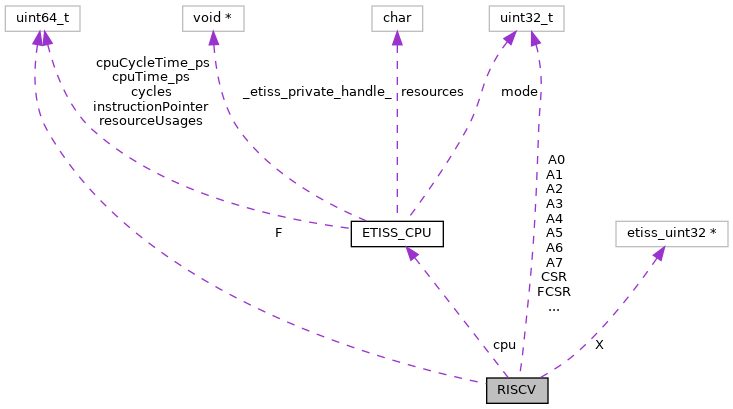 uint64_t
void *
char
uint32_t
cpuCycleTime_ps
cpuTime_ps
cycles
instructionPointer
resourceUsages
_etiss_private_handle_
resources
mode
A0
A1
A2
A3
A4
A5
A6
A7
CSR
FCSR
...
F
ETISS_CPU
etiss_uint32 *
cpu
X
RISCV